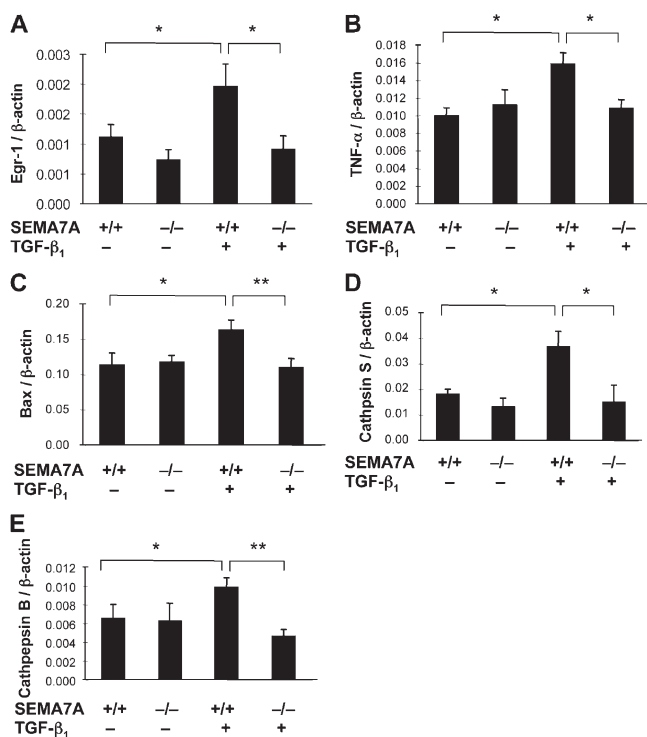 A
Egr-1 / β-actin
0.003
0.002
0.002
0.001
0.001
0.000
* *
SEMA7A +/+ –/– +/+ –/–
TGF-β1 – – + +
B
TNF-α / β-actin
0.018
0.016
0.014
0.012
0.010
0.008
0.006
0.004
0.002
0.000
* *
SEMA7A +/+ –/– +/+ –/–
TGF-β1 – – + +
C
Bax / β-actin
0.20
0.15
0.10
0.00
* **
SEMA7A +/+ –/– +/+ –/–
TGF-β1 – – + +
D
Cathpsin S / β-actin
0.05
0.04
0.03
0.02
0.01
0.00
* *
SEMA7A +/+ –/– +/+ –/–
TGF-β1 – – + +
E
Cathpepsin B / β-actin
0.012
0.010
0.008
0.006
0.004
0.002
0.000
* **
SEMA7A +/+ –/– +/+ –/–
TGF-β1 – – + +